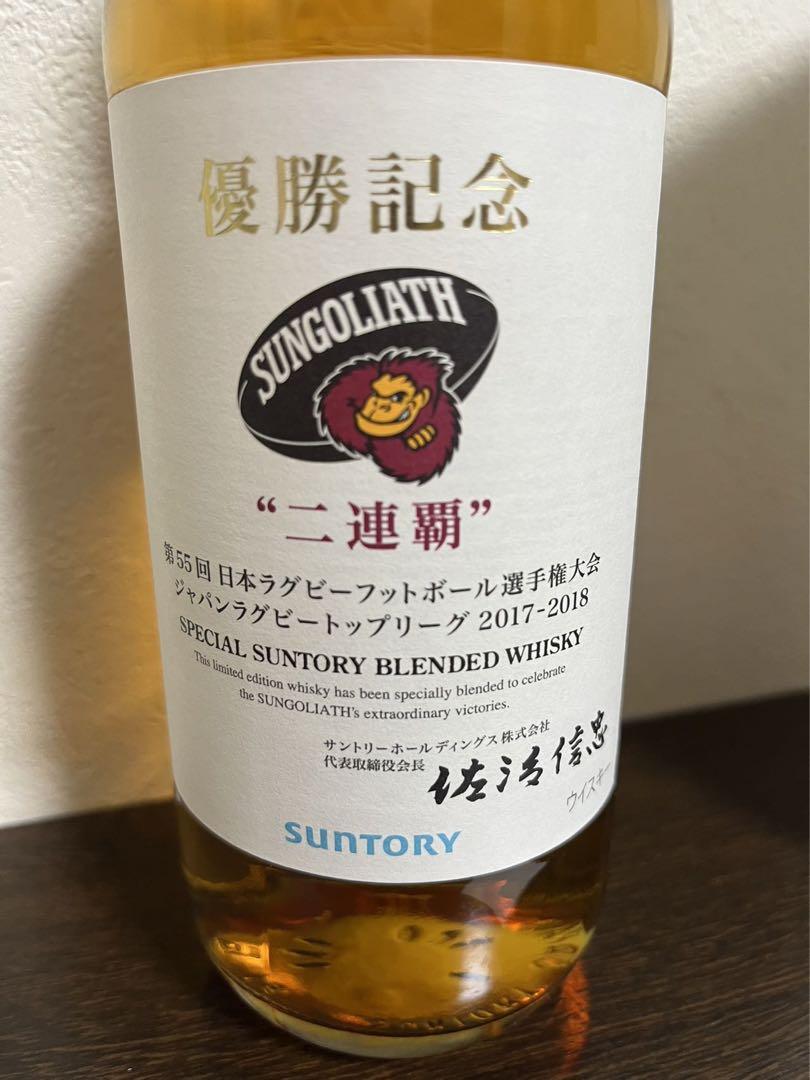 優勝記念
SUNGOLIATH
“二連覇”
第55回 日本ラグビーフットボール選手権大会
ジャパンラグビートップリーグ 2017-2018
SPECIAL SUNTORY BLENDED WHISKY
This limited edition whisky has been specially blended to celebrate
the SUNGOLIATH's extraordinary victories.
サントリーホールディングス株式会社
代表取締役会長 佐治信忠
ウイスキー
SUNTORY